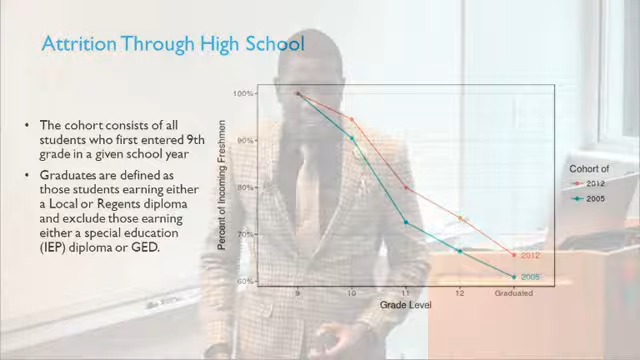 Attrition Through High School
• The cohort consists of all
students who first entered 9th
grade in a given school year
• Graduates are defined as
those students earning either
a Local or Regents diploma
and exclude those earning
either a special education
(IEP) diploma or GED.
Percent of Incoming Freshmen
100%
90%
80%
70%
60%
9
10
11
12
Graduated
Grade Level
2012
2005
Cohort of
2012
2005